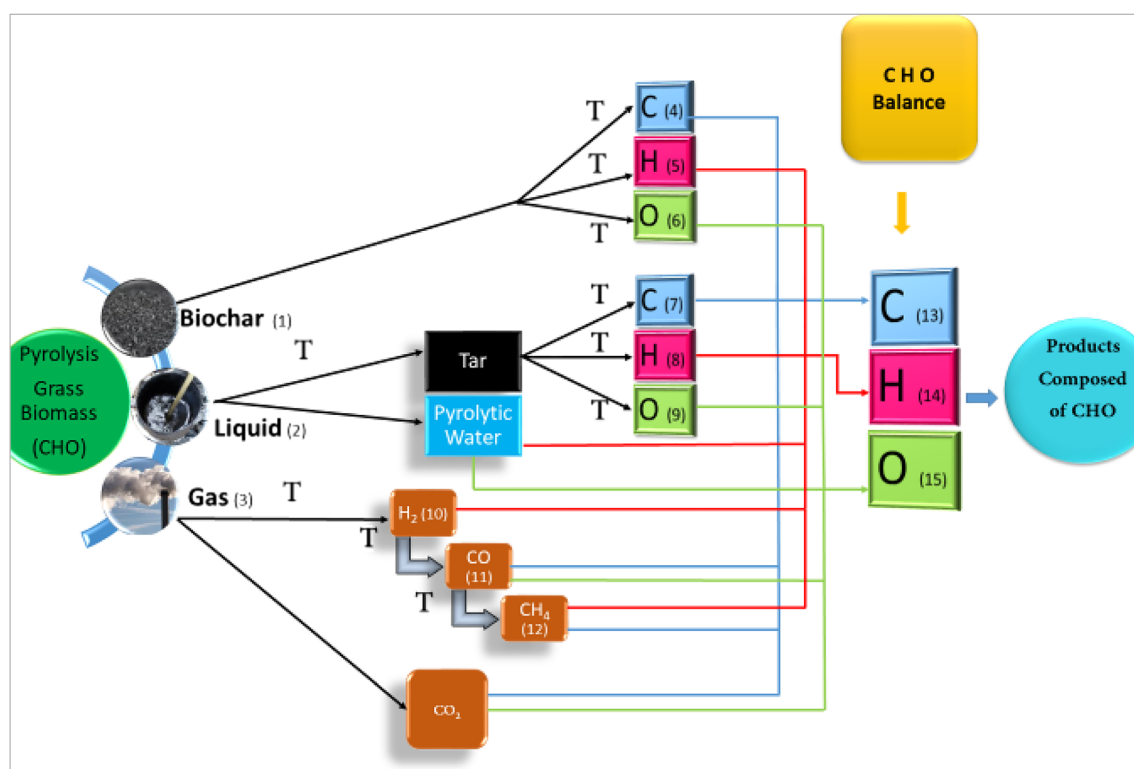 C H O
Balance
T
C (4)
T
H (5)
T
O (6)
Pyrolysis
Grass
Biomass
(CHO)
Biochar (1)
Liquid (2)
Gas (3)
T
Tar
Pyrolytic
Water
T
C (7)
T
H (8)
T
O (9)
T
H₂ (10)
T
CO
(11)
T
CH₄
(12)
CO₂
C (13)
H (14)
O (15)
Products
Composed
of CHO